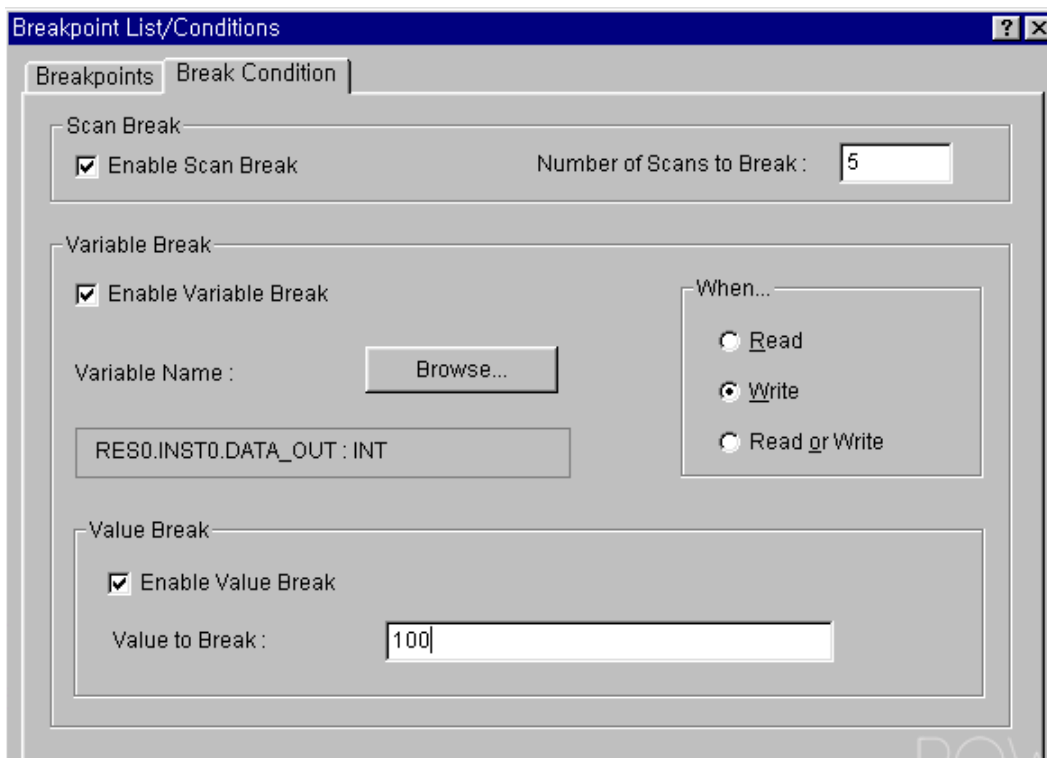 Breakpoint List/Conditions
Breakpoints Break Condition
Scan Break
Enable Scan Break Number of Scans to Break : 5
Variable Break
Enable Variable Break
When...
Read
Variable Name : Browse...
Write
RES0.INST0.DATA_OUT : INT
Read or Write
Value Break
Enable Value Break
Value to Break : 100